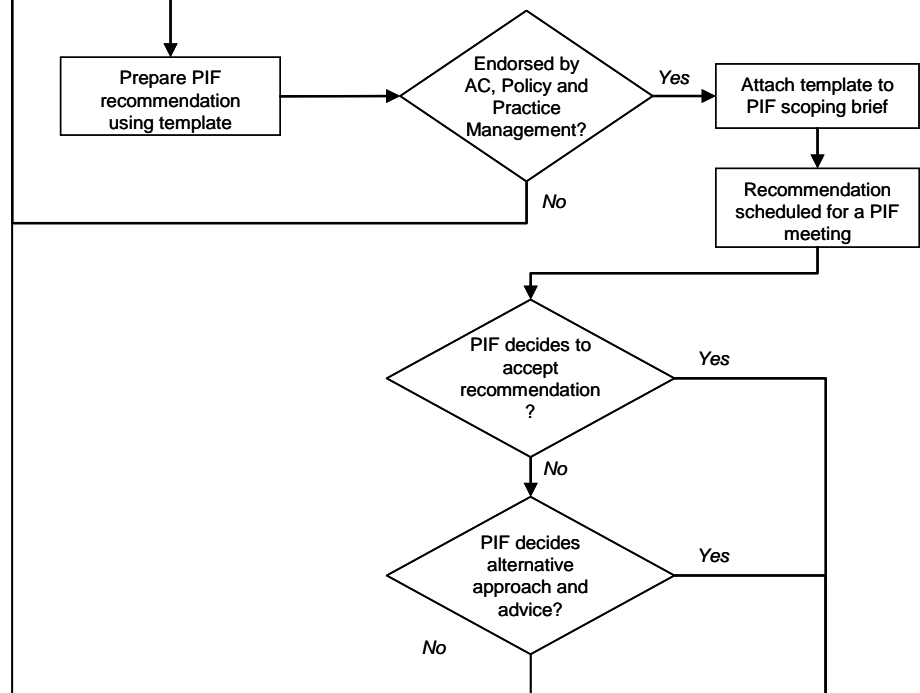 Prepare PIF
recommendation
using template
Endorsed by
AC, Policy and
Practice
Management?
Yes
Attach template to
PIF scoping brief
No
Recommendation
scheduled for a PIF
meeting
PIF decides to
accept
recommendation
?
Yes
No
PIF decides
alternative
approach and
advice?
Yes
No